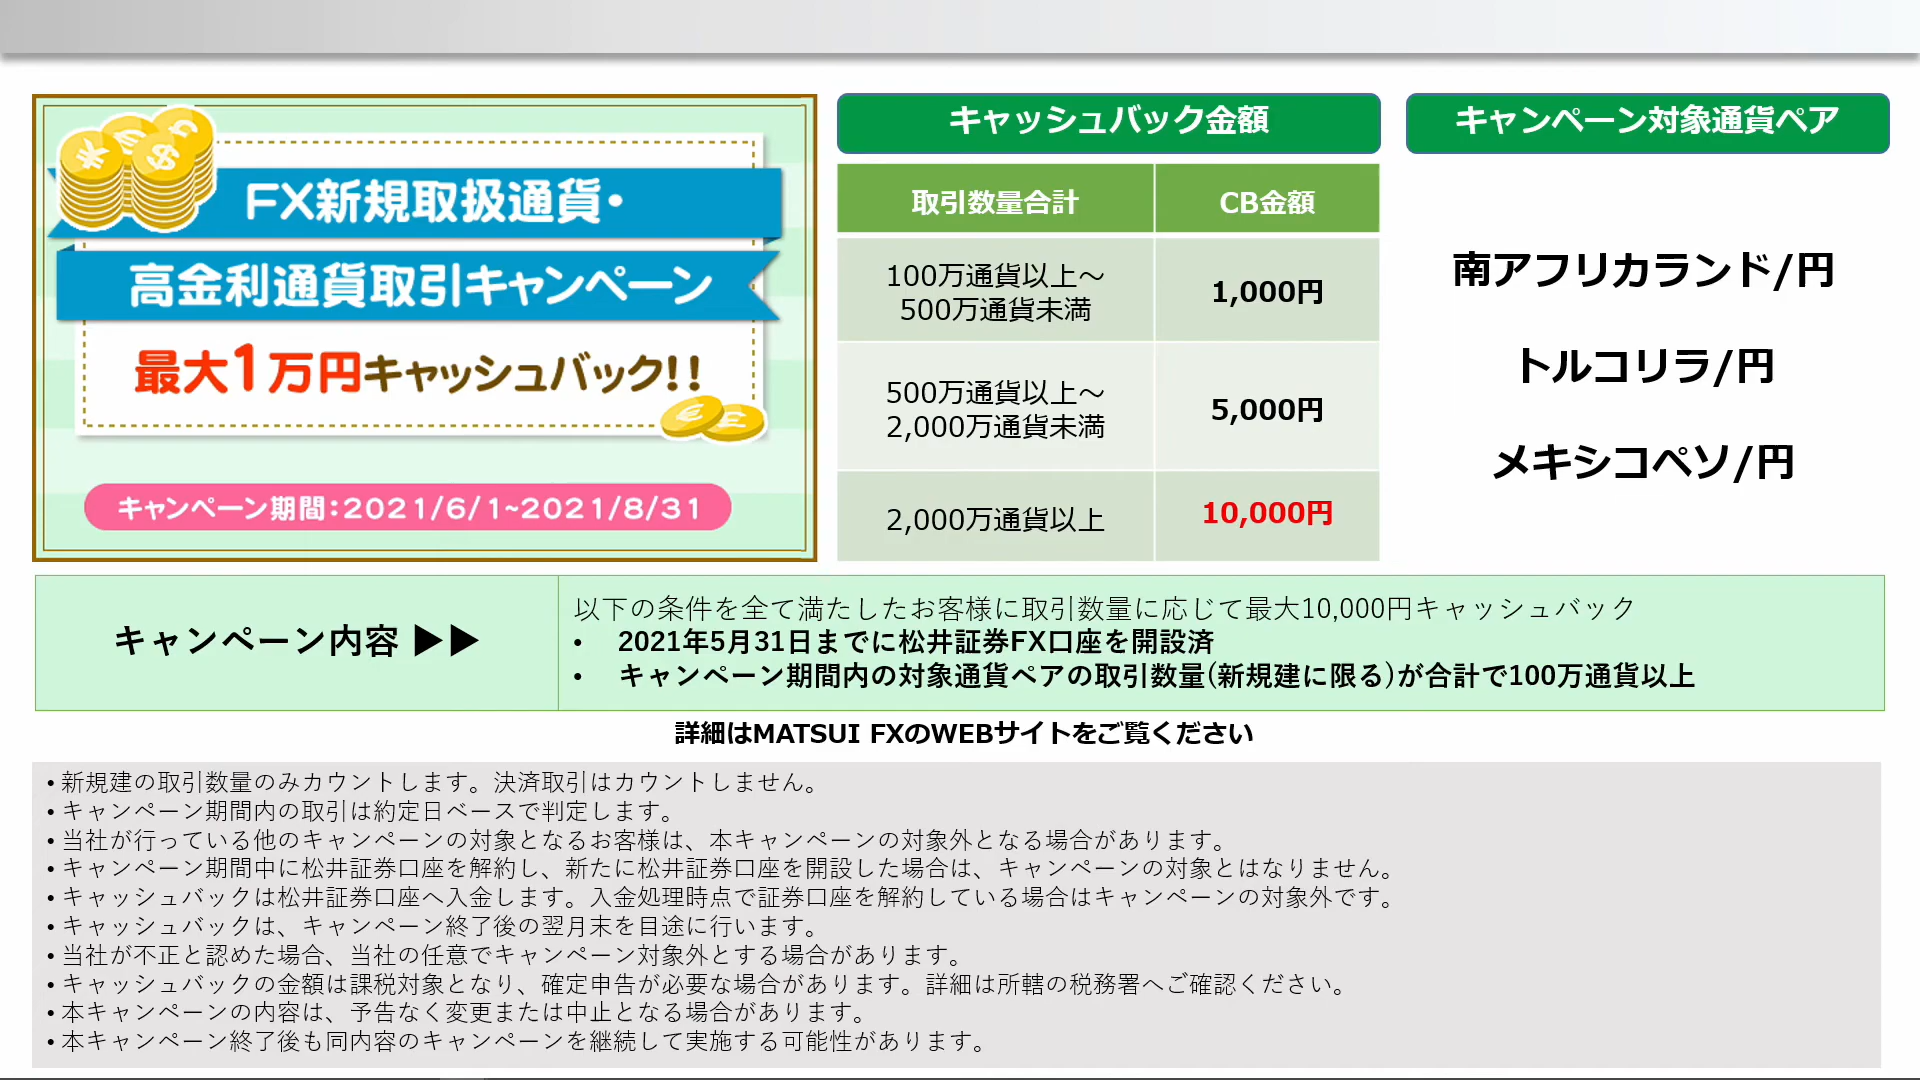 FX新規取扱通貨・
高金利通貨取引キャンペーン
最大1万円キャッシュバック!!
キャンペーン期間:2021/6/1~2021/8/31
キャッシュバック金額
取引数量合計 CB金額
100万通貨以上～
500万通貨未満
1,000円
500万通貨以上～
2,000万通貨未満
5,000円
2,000万通貨以上
10,000円
キャンペーン対象通貨ペア
南アフリカランド/円
トルコリラ/円
メキシコペソ/円
キャンペーン内容 ▶▶
以下の条件を全て満たしたお客様に取引数量に応じて最大10,000円キャッシュバック
• 2021年5月31日までに松井証券FX口座を開設済
• キャンペーン期間内の対象通貨ペアの取引数量(新規建に限る)が合計で100万通貨以上
詳細はMATSUI FXのWEBサイトをご覧ください
• 新規建の取引数量のみカウントします。決済取引はカウントしません。
• キャンペーン期間内の取引は約定日ベースで判定します。
• 当社が行っている他のキャンペーンの対象となるお客様は、本キャンペーンの対象外となる場合があります。
• キャンペーン期間中に松井証券口座を解約し、新たに松井証券口座を開設した場合は、キャンペーンの対象とはなりません。
• キャッシュバックは松井証券口座へ入金します。入金処理時点で証券口座を解約している場合はキャンペーンの対象外です。
• キャッシュバックは、キャンペーン終了後の翌月末を目途に行います。
• 当社が不正と認めた場合、当社の任意でキャンペーン対象外とする場合があります。
• キャッシュバックの金額は課税対象となり、確定申告が必要な場合があります。詳細は所轄の税務署へご確認ください。
• 本キャンペーンの内容は、予告なく変更または中止となる場合があります。
• 本キャンペーン終了後も同内容のキャンペーンを継続して実施する可能性があります。